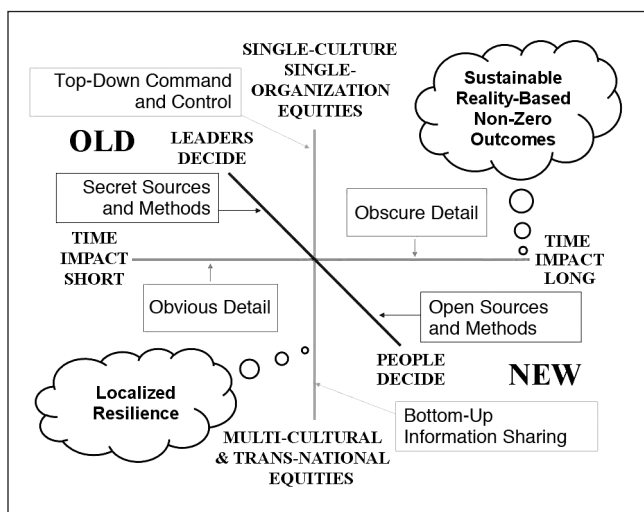 SINGLE-CULTURE
SINGLE-
ORGANIZATION
EQUITIES
Top-Down Command
and Control
Sustainable
Reality-Based
Non-Zero
Outcomes
OLD
LEADERS
DECIDE
Secret Sources
and Methods
Obscure Detail
TIME
IMPACT
SHORT
TIME
IMPACT
LONG
Obvious Detail
Open Sources
and Methods
PEOPLE
DECIDE
NEW
Localized
Resilience
Bottom-Up
Information Sharing
MULTI-CULTURAL
& TRANS-NATIONAL
EQUITIES